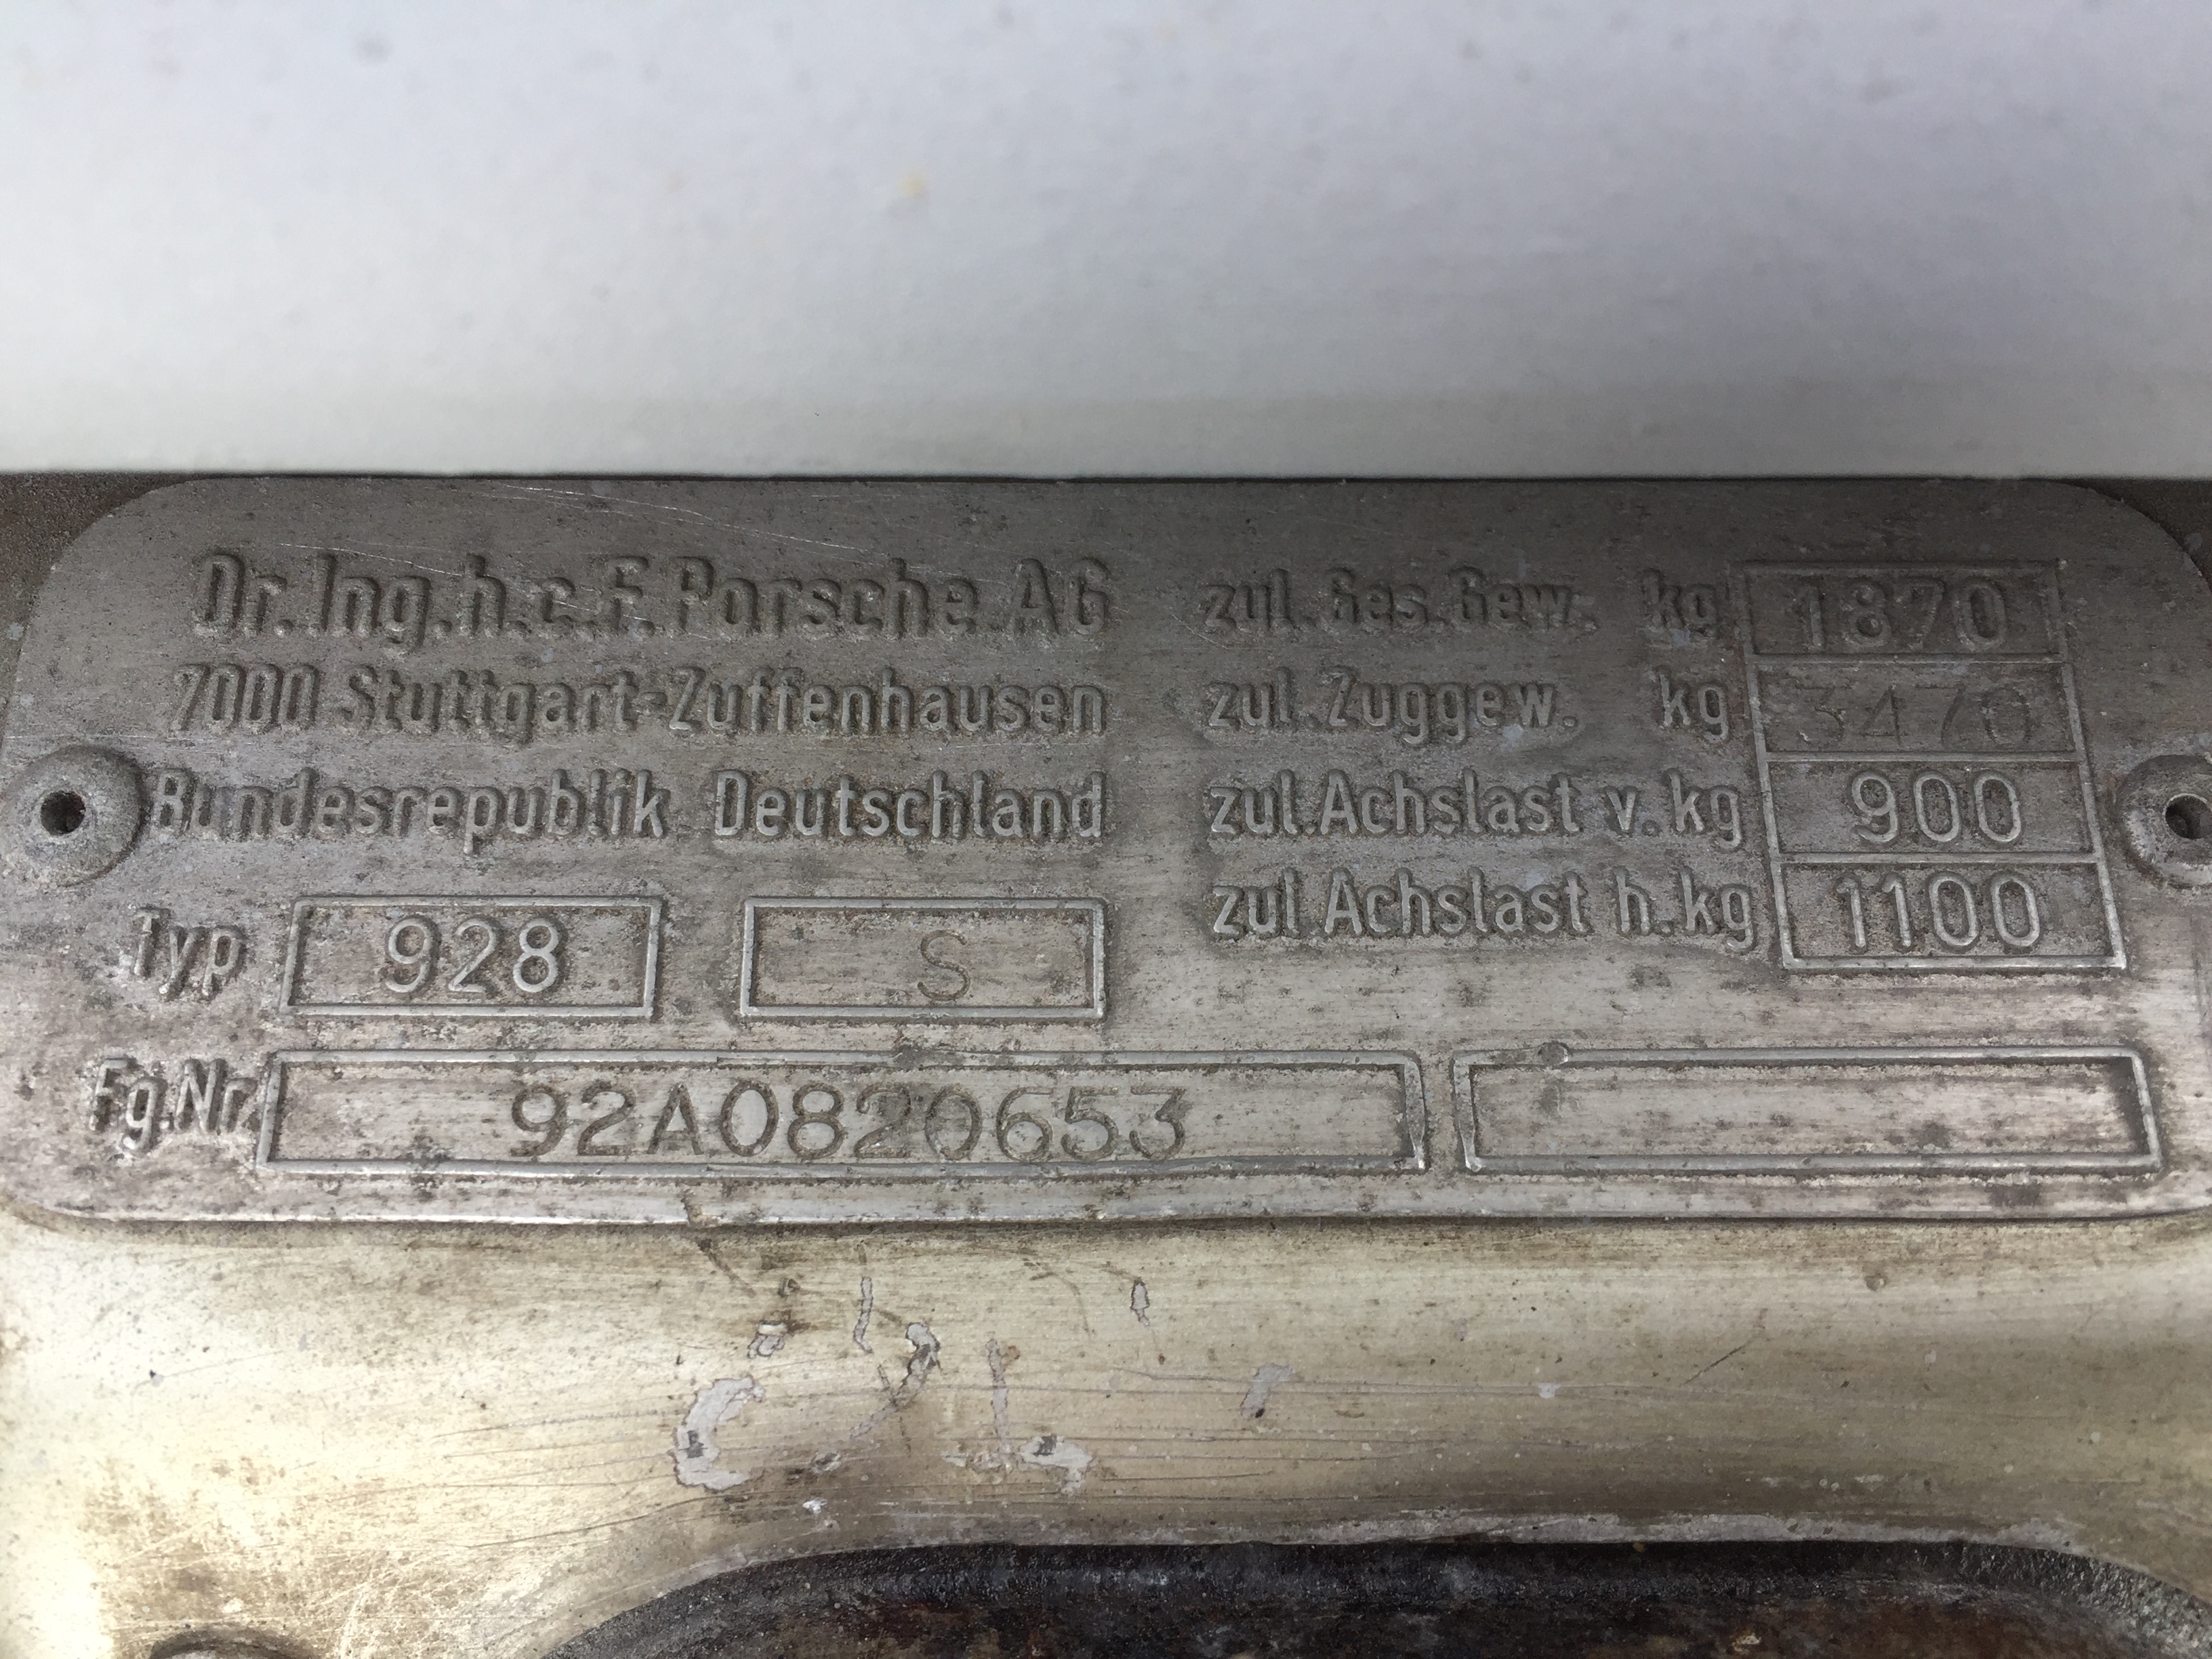 Dr.Ing.h.c.F.Porsche.AG
7000 Stuttgart-Zuffenhausen
Bundesrepublik Deutschland
Typ 928 S
Fg.Nr. 92A0820653
zul.Ges.Gew. kg 1870
zul.Zuggew. kg 3470
zul.Achslast v.kg 900
zul.Achslast h.kg 1100